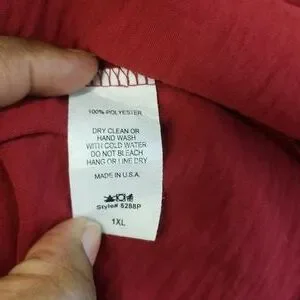 100% POLYESTER
DRY CLEAN OR
HAND WASH
WITH COLD WATER
DO NOT BLEACH
HANG OR LINE DRY
MADE IN U.S.A.
Style# 8288P
1XL